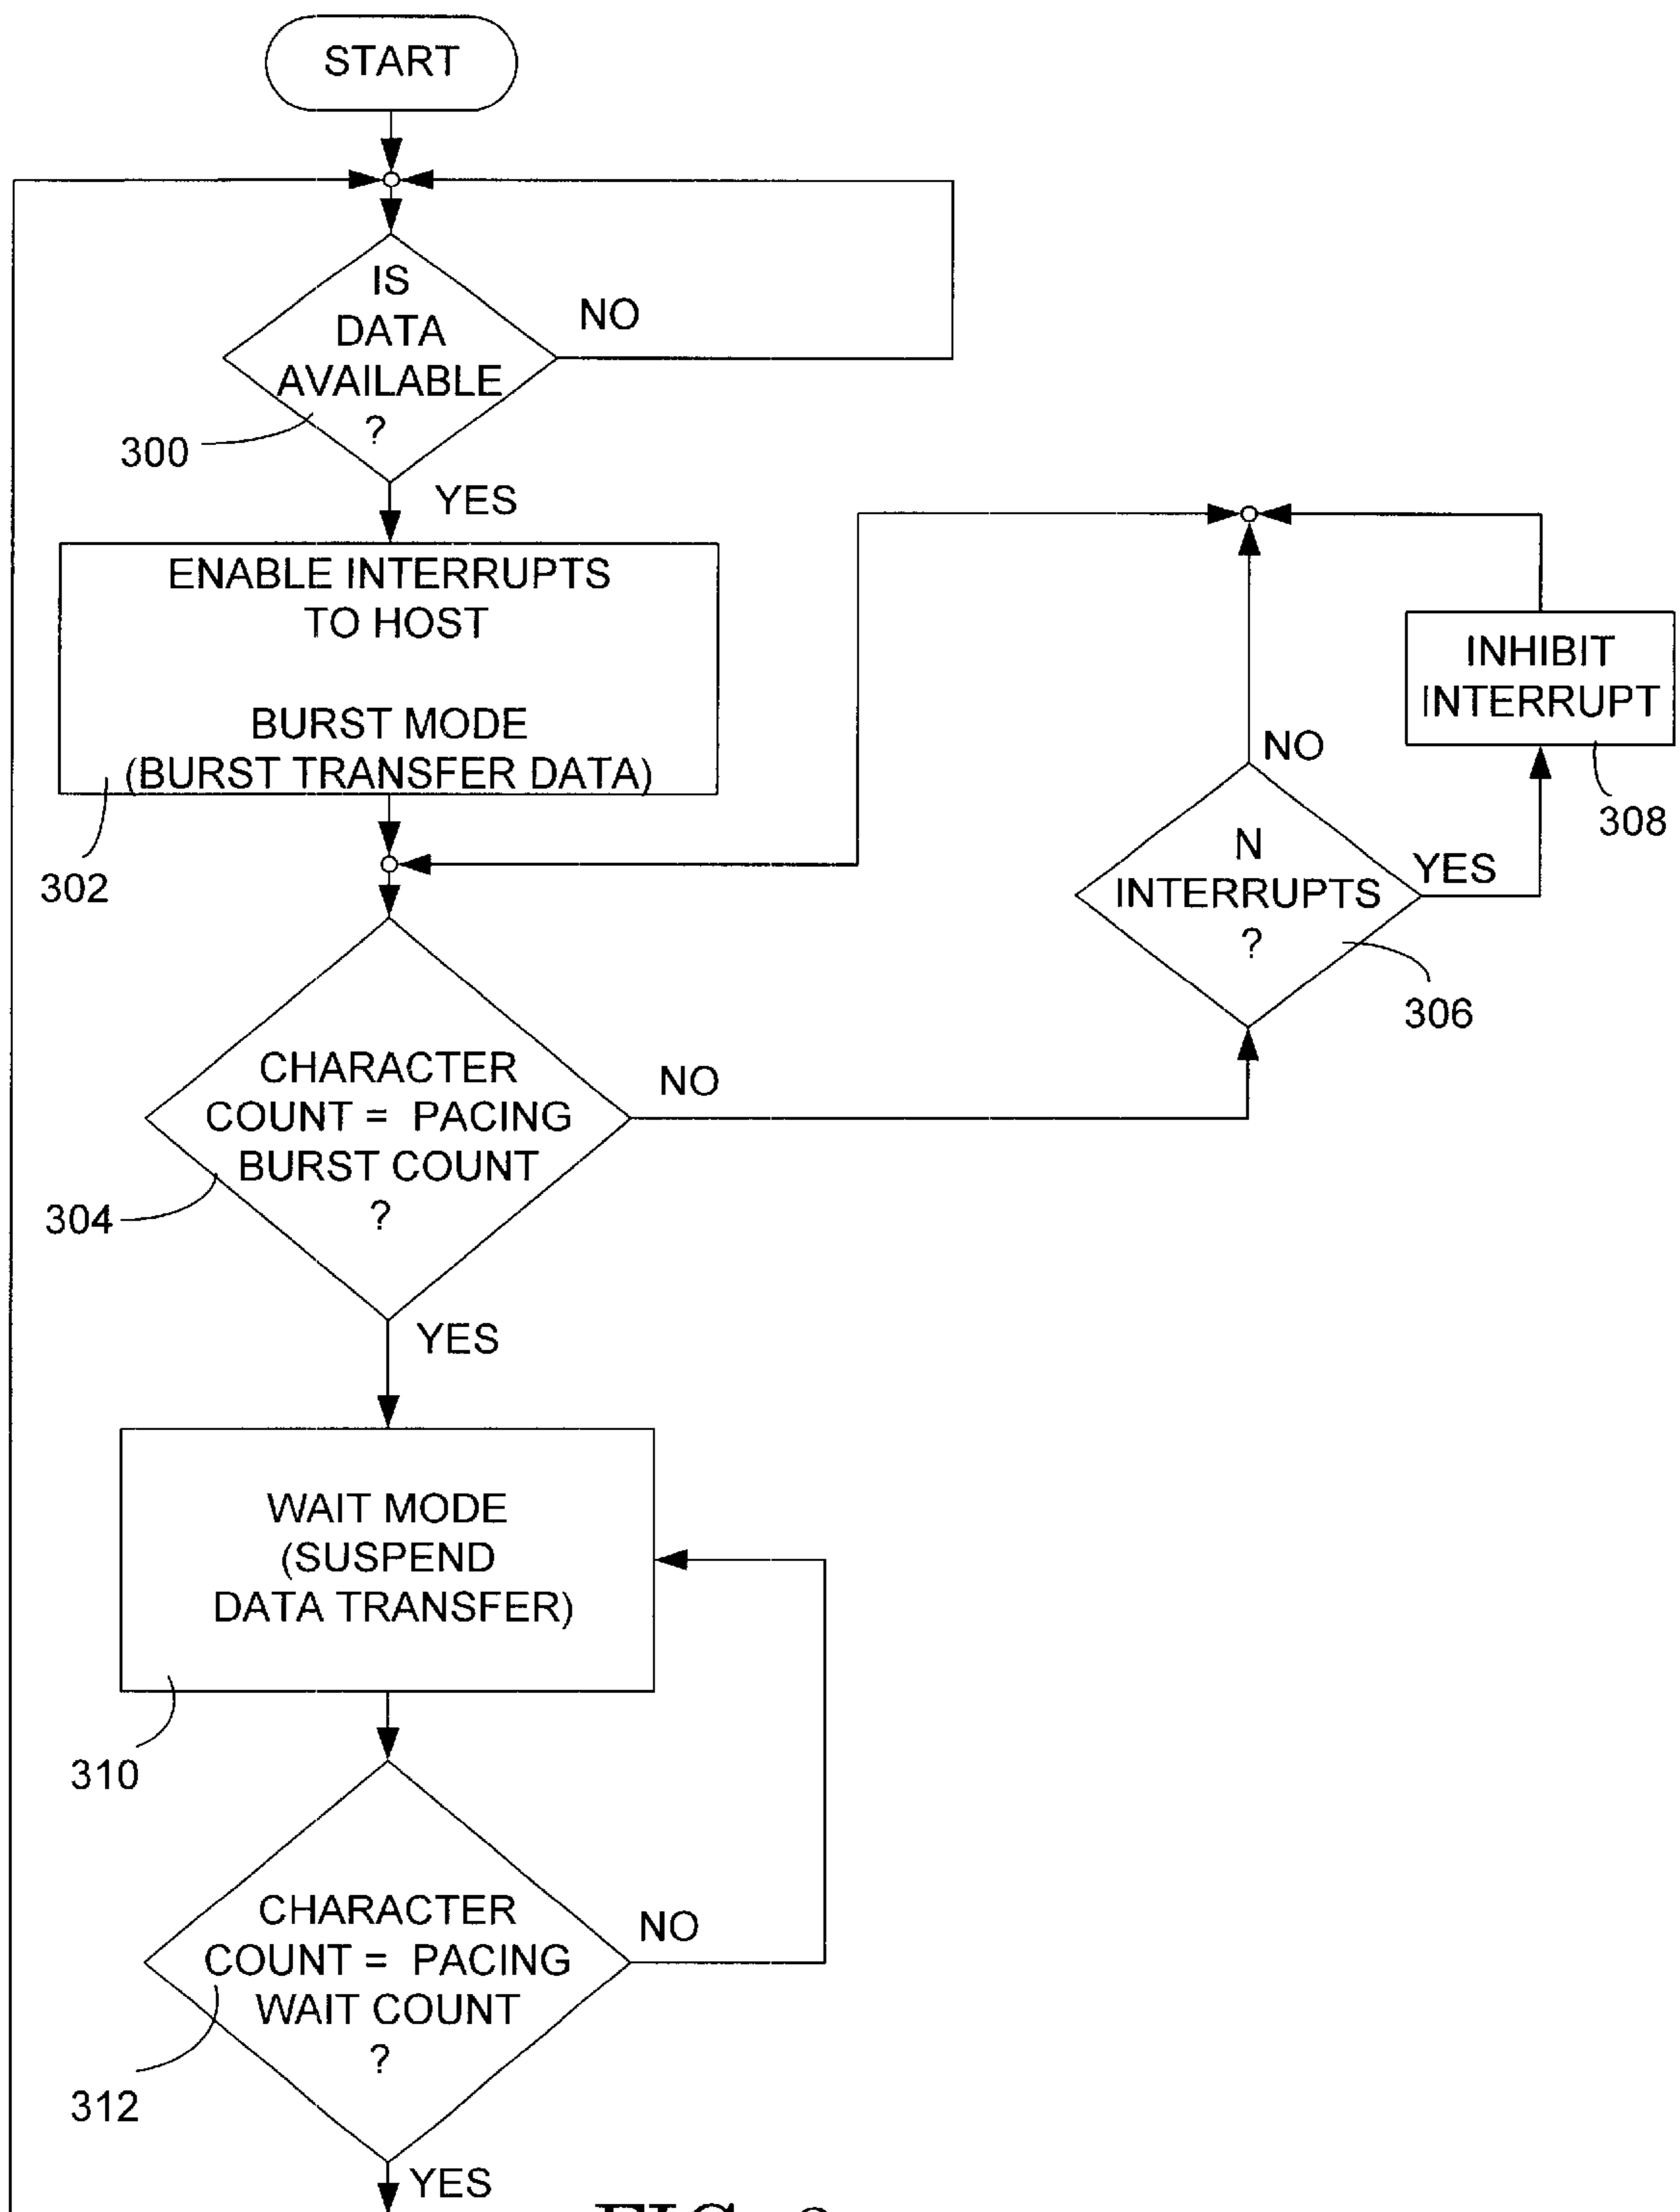 START
IS
DATA
AVAILABLE
?
NO
300
YES
ENABLE INTERRUPTS
TO HOST
BURST MODE
(BURST TRANSFER DATA)
302
INHIBIT
INTERRUPT
308
NO
N
INTERRUPTS
?
YES
306
CHARACTER
COUNT = PACING
BURST COUNT
?
NO
304
YES
WAIT MODE
(SUSPEND
DATA TRANSFER)
310
CHARACTER
COUNT = PACING
WAIT COUNT
?
NO
312
YES